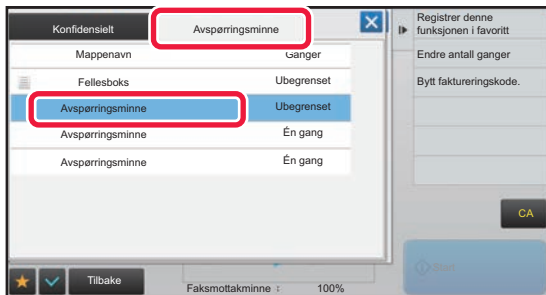 Konfidensielt
Avspørringsminne
Mappenavn Ganger
Fellesboks Ubegrenset
Avspørringsminne Ubegrenset
Avspørringsminne Én gang
Avspørringsminne Én gang
Tilbake
Faksmottakminne : 100%
Registrer denne
funksjonen i favoritt
Endre antall ganger
Bytt faktureringskode.
CA
Start